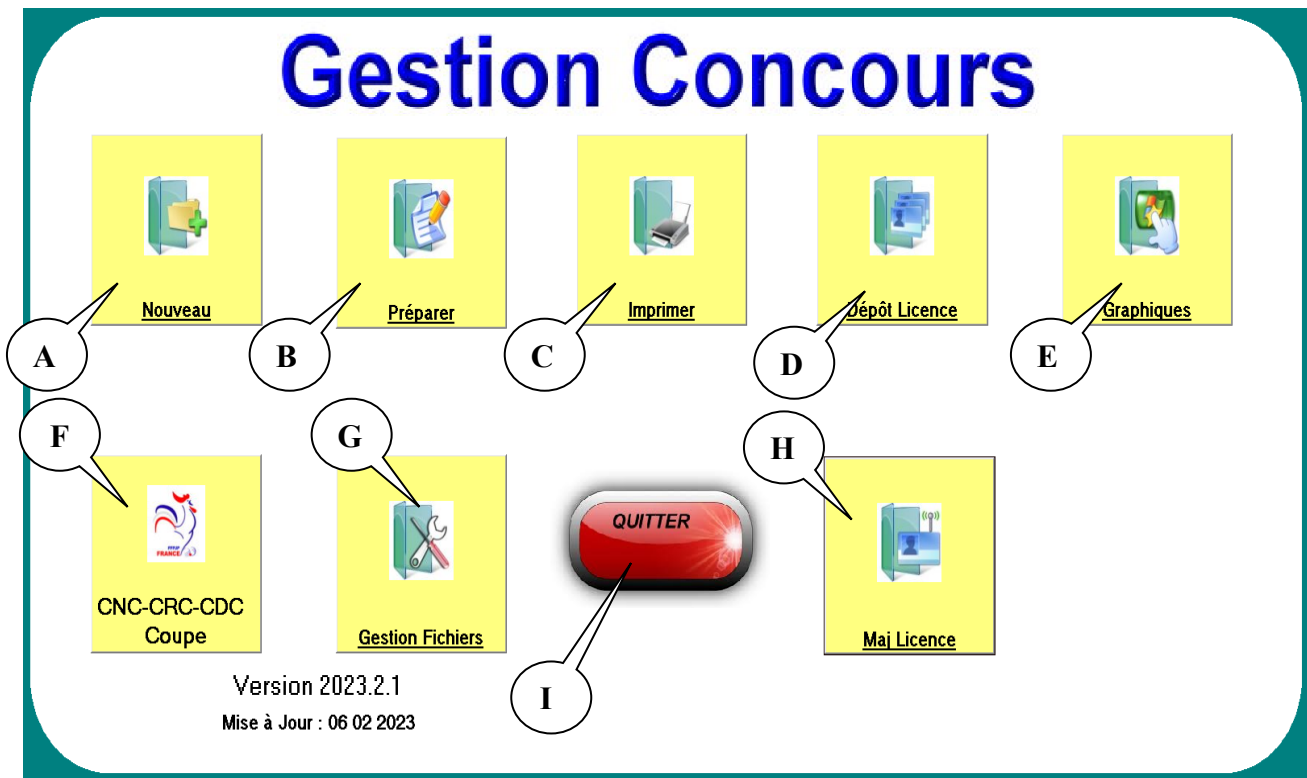 Gestion Concours
Nouveau
Préparer
Imprimer
Dépôt Licence
Graphiques
A
B
C
D
E
F
G
H
FRANCE
QUITTER
CNC-CRC-CDC
Coupe
Gestion Fichiers
Maj Licence
I
Version 2023.2.1
Mise à Jour : 06 02 2023